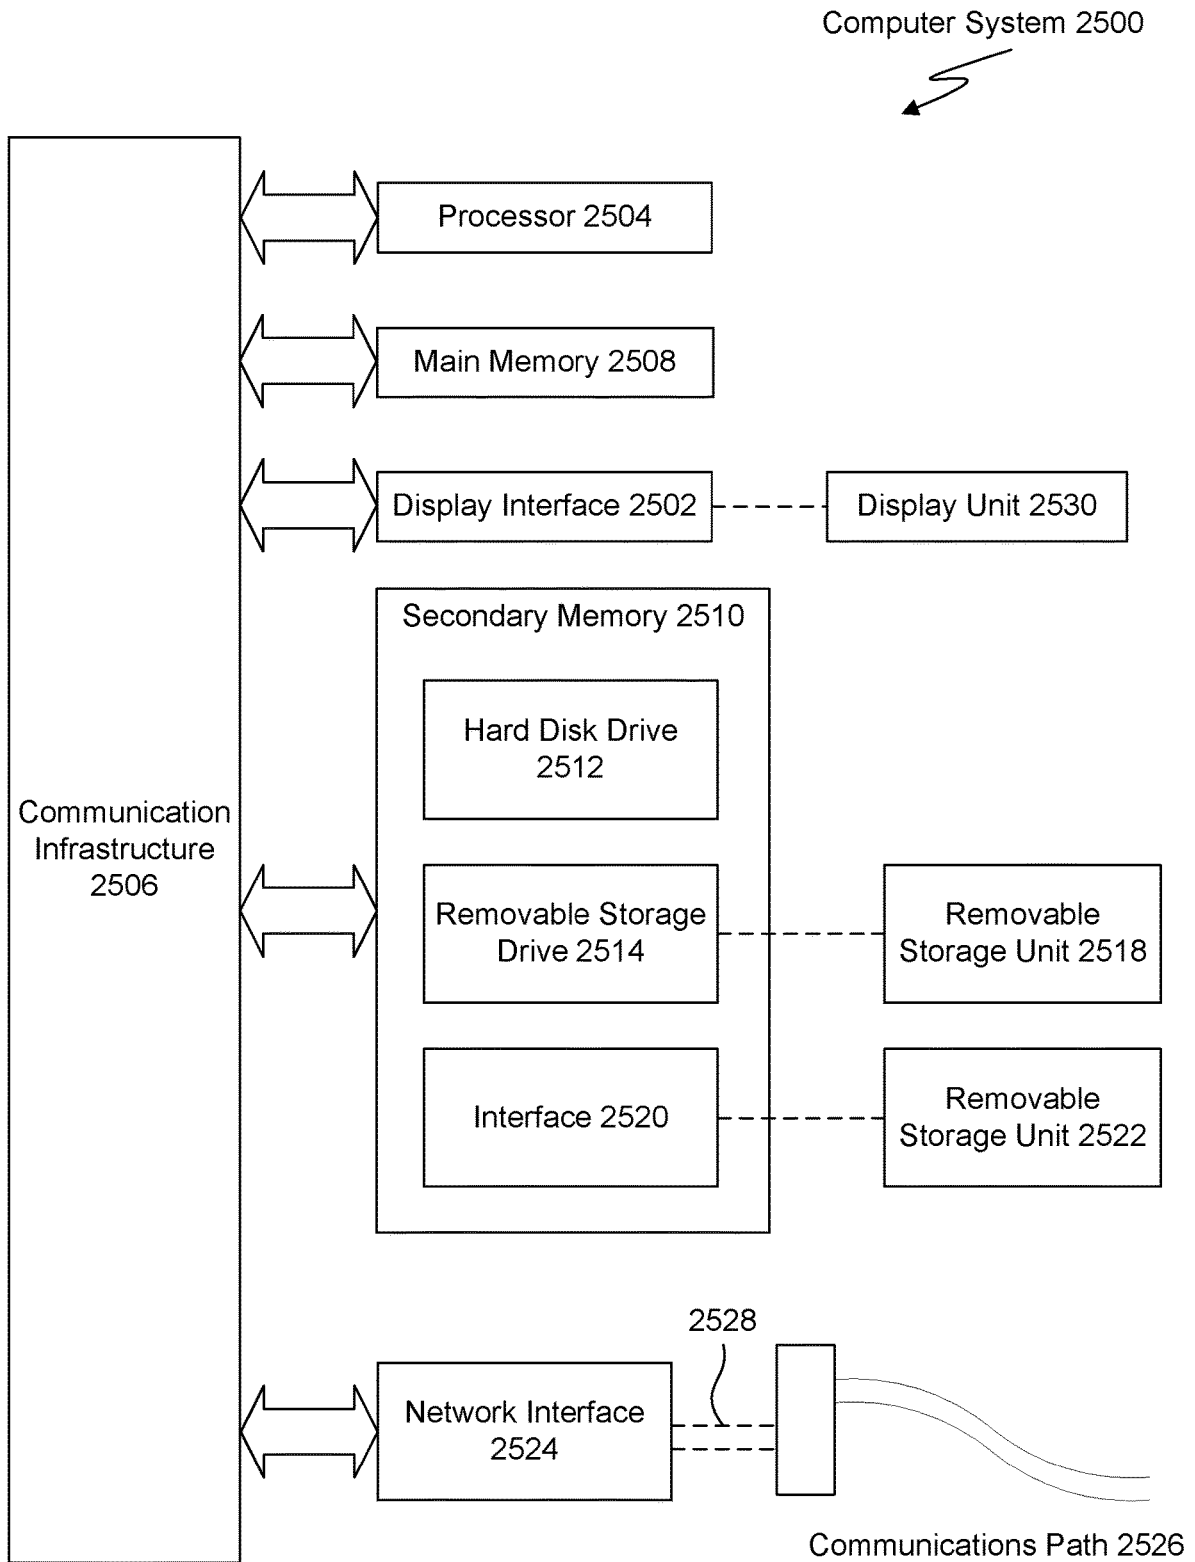 Computer System 2500
Processor 2504
Main Memory 2508
Display Interface 2502
Display Unit 2530
Secondary Memory 2510
Hard Disk Drive
2512
Communication
Infrastructure
2506
Removable Storage
Drive 2514
Removable
Storage Unit 2518
Interface 2520
Removable
Storage Unit 2522
2528
Network Interface
2524
Communications Path 2526